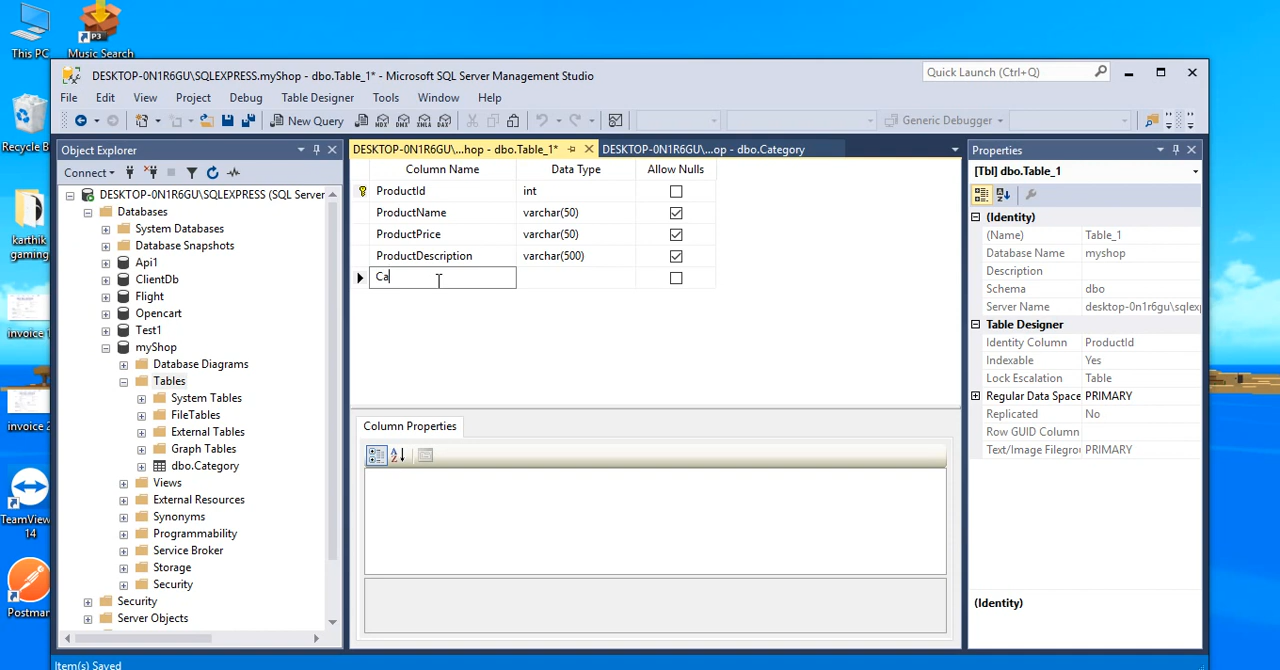 This PC
Music Search
DESKTOP-0N1R6GU\SQLEXPRESS.myShop - dbo.Table_1* - Microsoft SQL Server Management Studio
Quick Launch (Ctrl+Q)
File Edit View Project Debug Table Designer Tools Window Help
New Query
MDX DMX XMLA DAX
Generic Debugger
Recycle B
Object Explorer
DESKTOP-0N1R6GU\...hop - dbo.Table_1*
DESKTOP-0N1R6GU\...op - dbo.Category
Properties
Connect
Column Name Data Type Allow Nulls
[Tbl] dbo.Table_1
DESKTOP-0N1R6GU\SQLEXPRESS (SQL Server
ProductId int
Databases
ProductName varchar(50)
(Identity)
System Databases
ProductPrice varchar(50)
(Name) Table_1
Database Snapshots
ProductDescription varchar(500)
Database Name myshop
Api1
Ca
Description
ClientDb
Schema dbo
Flight
Server Name desktop-0n1r6gu\sqlexp
Opencart
Table Designer
Test1
Identity Column ProductId
myShop
Indexable Yes
Database Diagrams
Lock Escalation Table
Tables
Regular Data Space PRIMARY
System Tables
Replicated No
FileTables
Row GUID Column
External Tables
Text/Image Filegrou PRIMARY
Graph Tables
dbo.Category
Views
External Resources
Synonyms
Programmability
Service Broker
Storage
Security
Security
Server Objects
Column Properties
(Identity)
karthik
gaming
invoice 1
invoice 2
TeamView
14
Postman
P3
Item(s) Saved